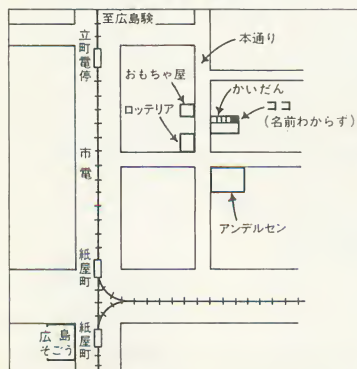 至広島験
立町電停
本通り
おもちゃ屋
かいだん
ロッテリア
ココ
(名前わからず)
市電
アンデルセン
紙屋町
広島
そごう
紙屋町